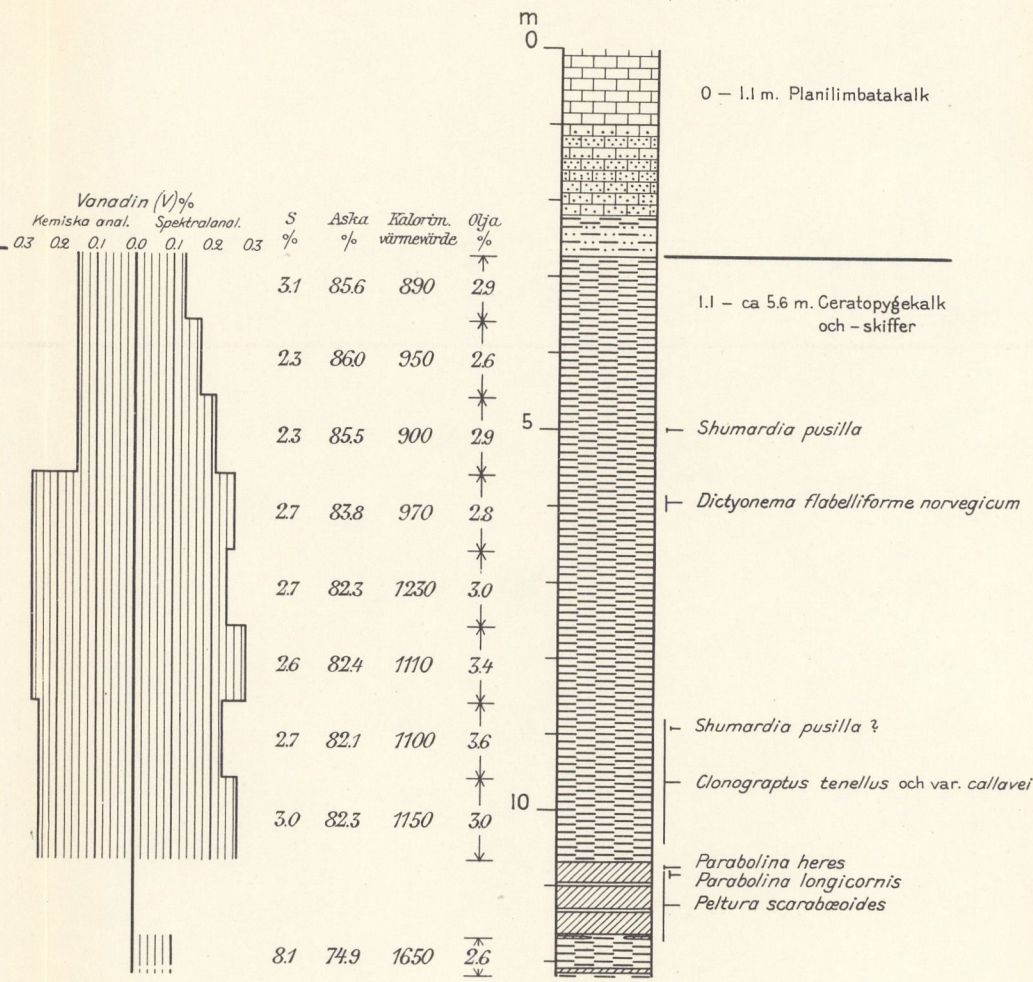 m
0
0 – 1.1 m. Planilimbatakalk
Vanadin (V)%
Kemiska anal. Spektralanal.
0.3 0.2 0.1 0.0 0.1 0.2 0.3
S Aska Kalorim. Olja
% % värmevärde %
3.1 85.6 890 2.9
1.1 – ca 5.6 m. Ceratopygekalk
och – skiffer
2.3 86.0 950 2.6
5
Shumardia pusilla
2.3 85.5 900 2.9
Dictyonema flabelliforme norvegicum
2.7 83.8 970 2.8
2.7 82.3 1230 3.0
2.6 82.4 1110 3.4
Shumardia pusilla ?
2.7 82.1 1100 3.6
Clonograptus tenellus och var. callavei
10
3.0 82.3 1150 3.0
Parabolina heres
Parabolina longicornis
Peltura scarabæoides
8.1 74.9 1650 2.6